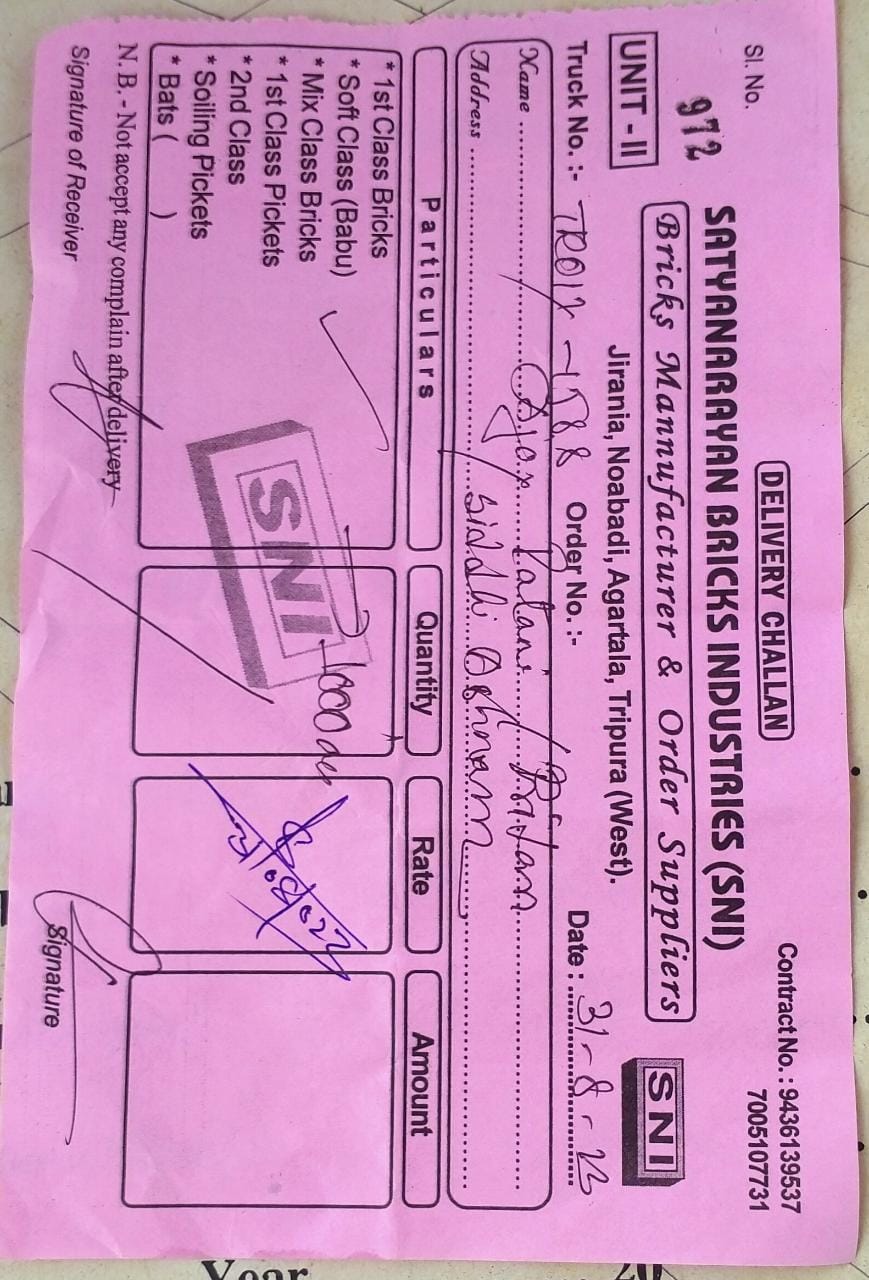 DELIVERY CHALLAN
Sl. No.
972
Contract No. : 9436139537
7005107731
SATYANARAYAN BRICKS INDUSTRIES (SNI)
Bricks Mannufacturer & Order Suppliers
UNIT - II
Jirania, Noabadi, Agartala, Tripura (West).
SNI
Truck No. :- Order No. :- Date : 31-8-23
Name
Address
Particulars Quantity Rate Amount
* 1st Class Bricks
* Soft Class (Babu)
* Mix Class Bricks
* 1st Class Pickets
* 2nd Class
* Soiling Pickets
* Bats ( )
SNI
N. B. - Not accept any complain after delivery
Signature of Receiver
Signature
Year